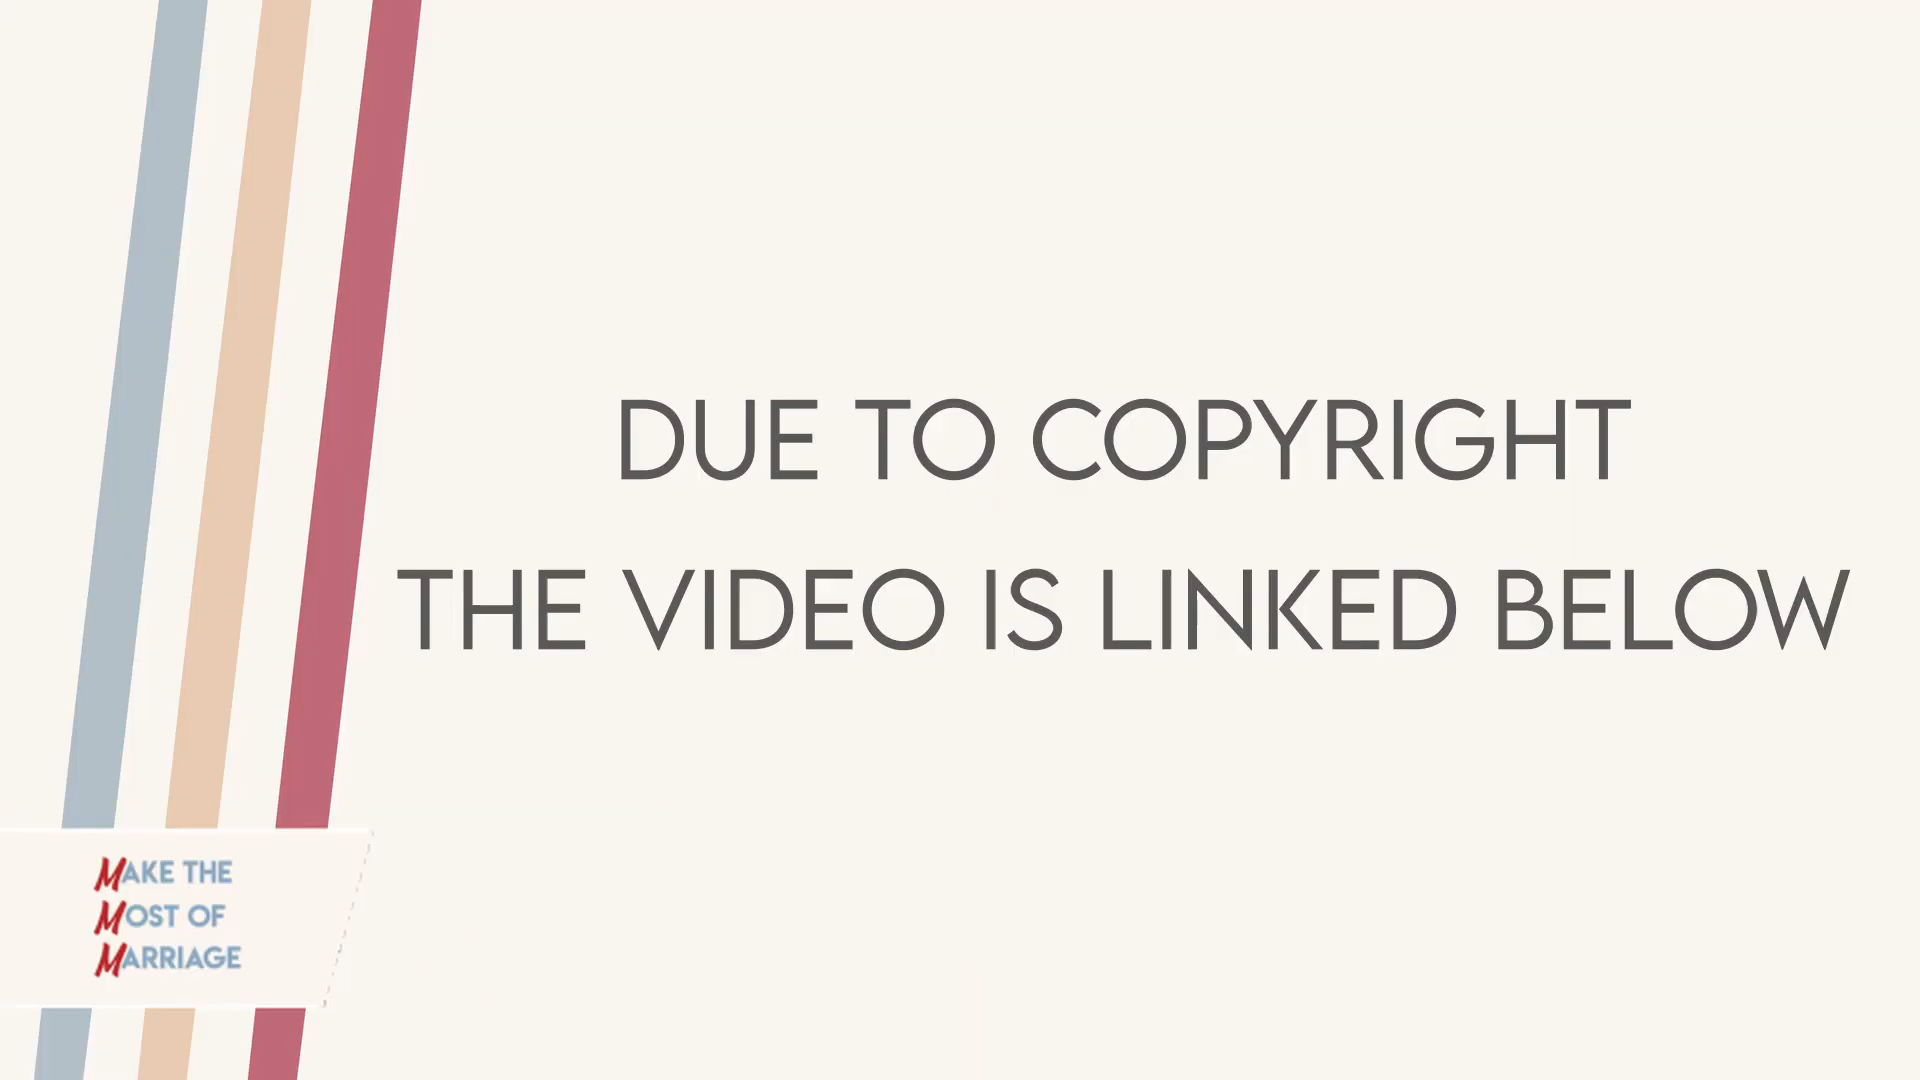 DUE TO COPYRIGHT
THE VIDEO IS LINKED BELOW
MAKE THE
MOST OF
MARRIAGE